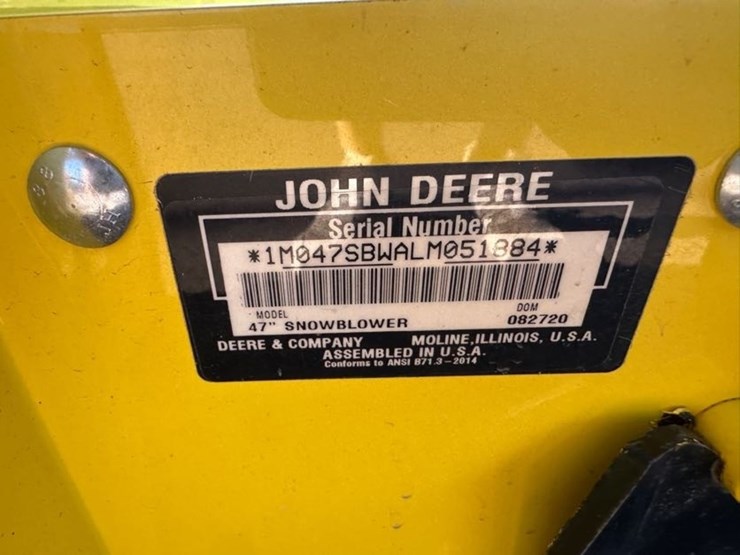 JOHN DEERE
Serial Number
*1M047SBWALM051884*
MODEL
DOM
47" SNOWBLOWER
082720
DEERE & COMPANY
MOLINE,ILLINOIS, U.S.A.
ASSEMBLED IN U.S.A.
Conforms to ANSI B71.3-2014